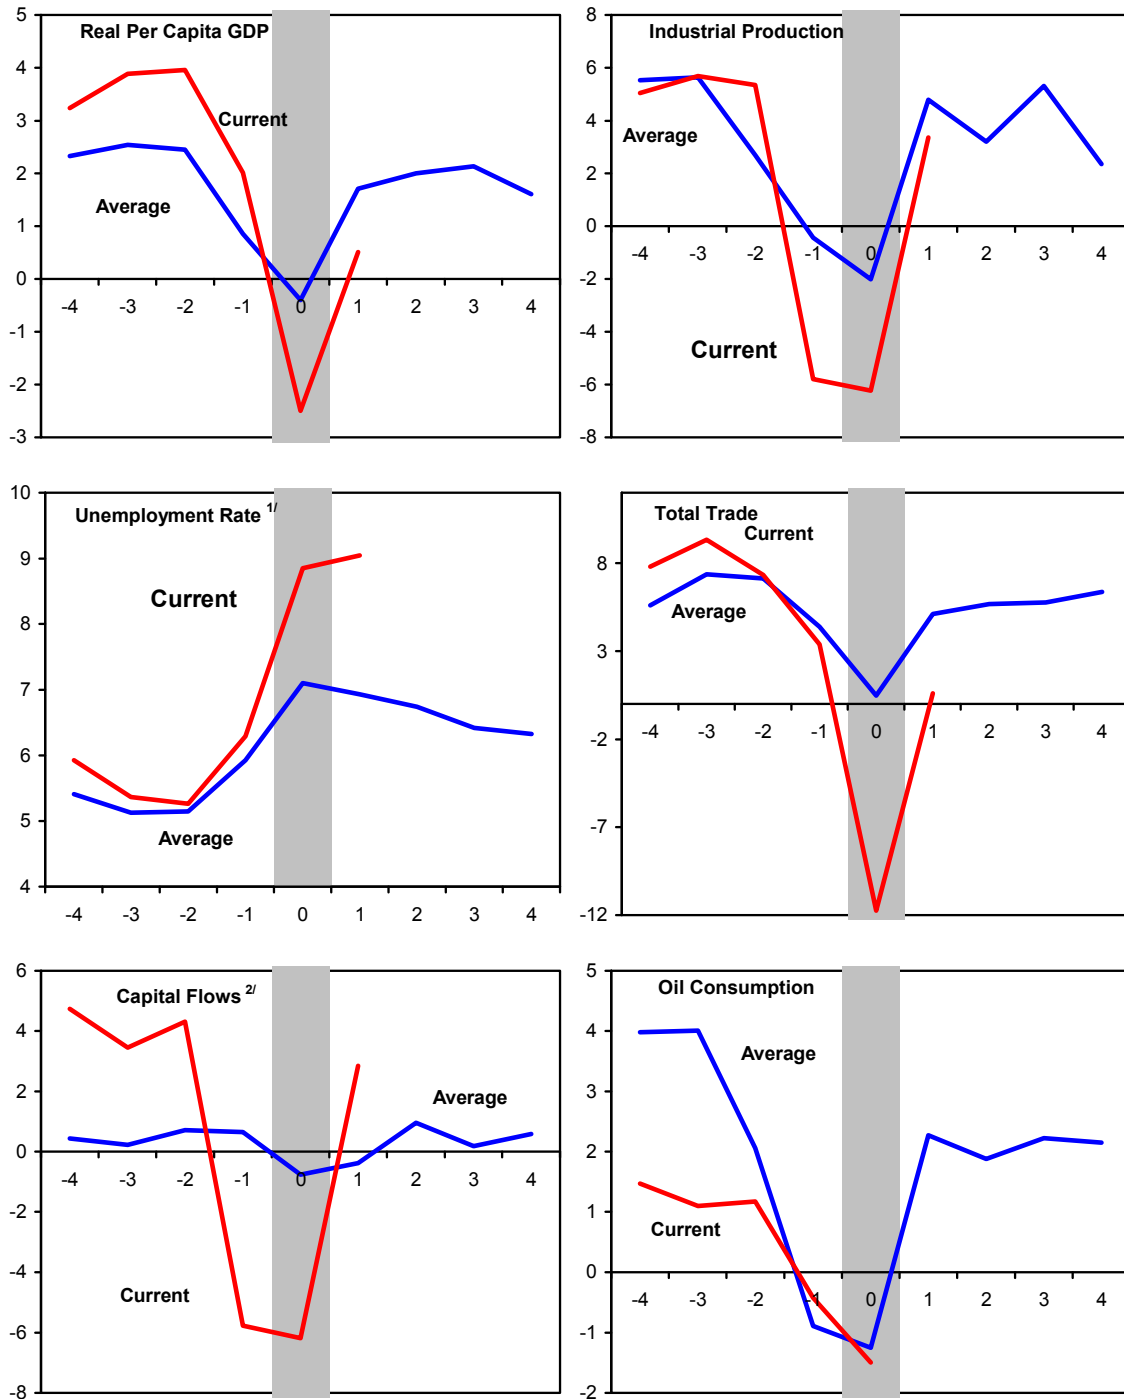 Real Per Capita GDP
5
4
3
2
1
0
-1
-2
-3
Current
Average
-4 -3 -2 -1 0 1 2 3 4
Industrial Production
8
6
4
2
0
-2
-4
-6
-8
Average
-4 -3 -2 -1 0 1 2 3 4
Current
Unemployment Rate 1/
10
9
8
7
6
5
4
Current
Average
-4 -3 -2 -1 0 1 2 3 4
Total Trade
Current
8
3
-2
-7
-12
Average
-4 -3 -2 -1 0 1 2 3 4
Capital Flows 2/
6
4
2
0
-2
-4
-6
-8
Average
-4 -3 -2 -1 0 1 2 3 4
Current
Oil Consumption
5
4
3
2
1
0
-1
-2
Average
Current
-4 -3 -2 -1 0 1 2 3 4